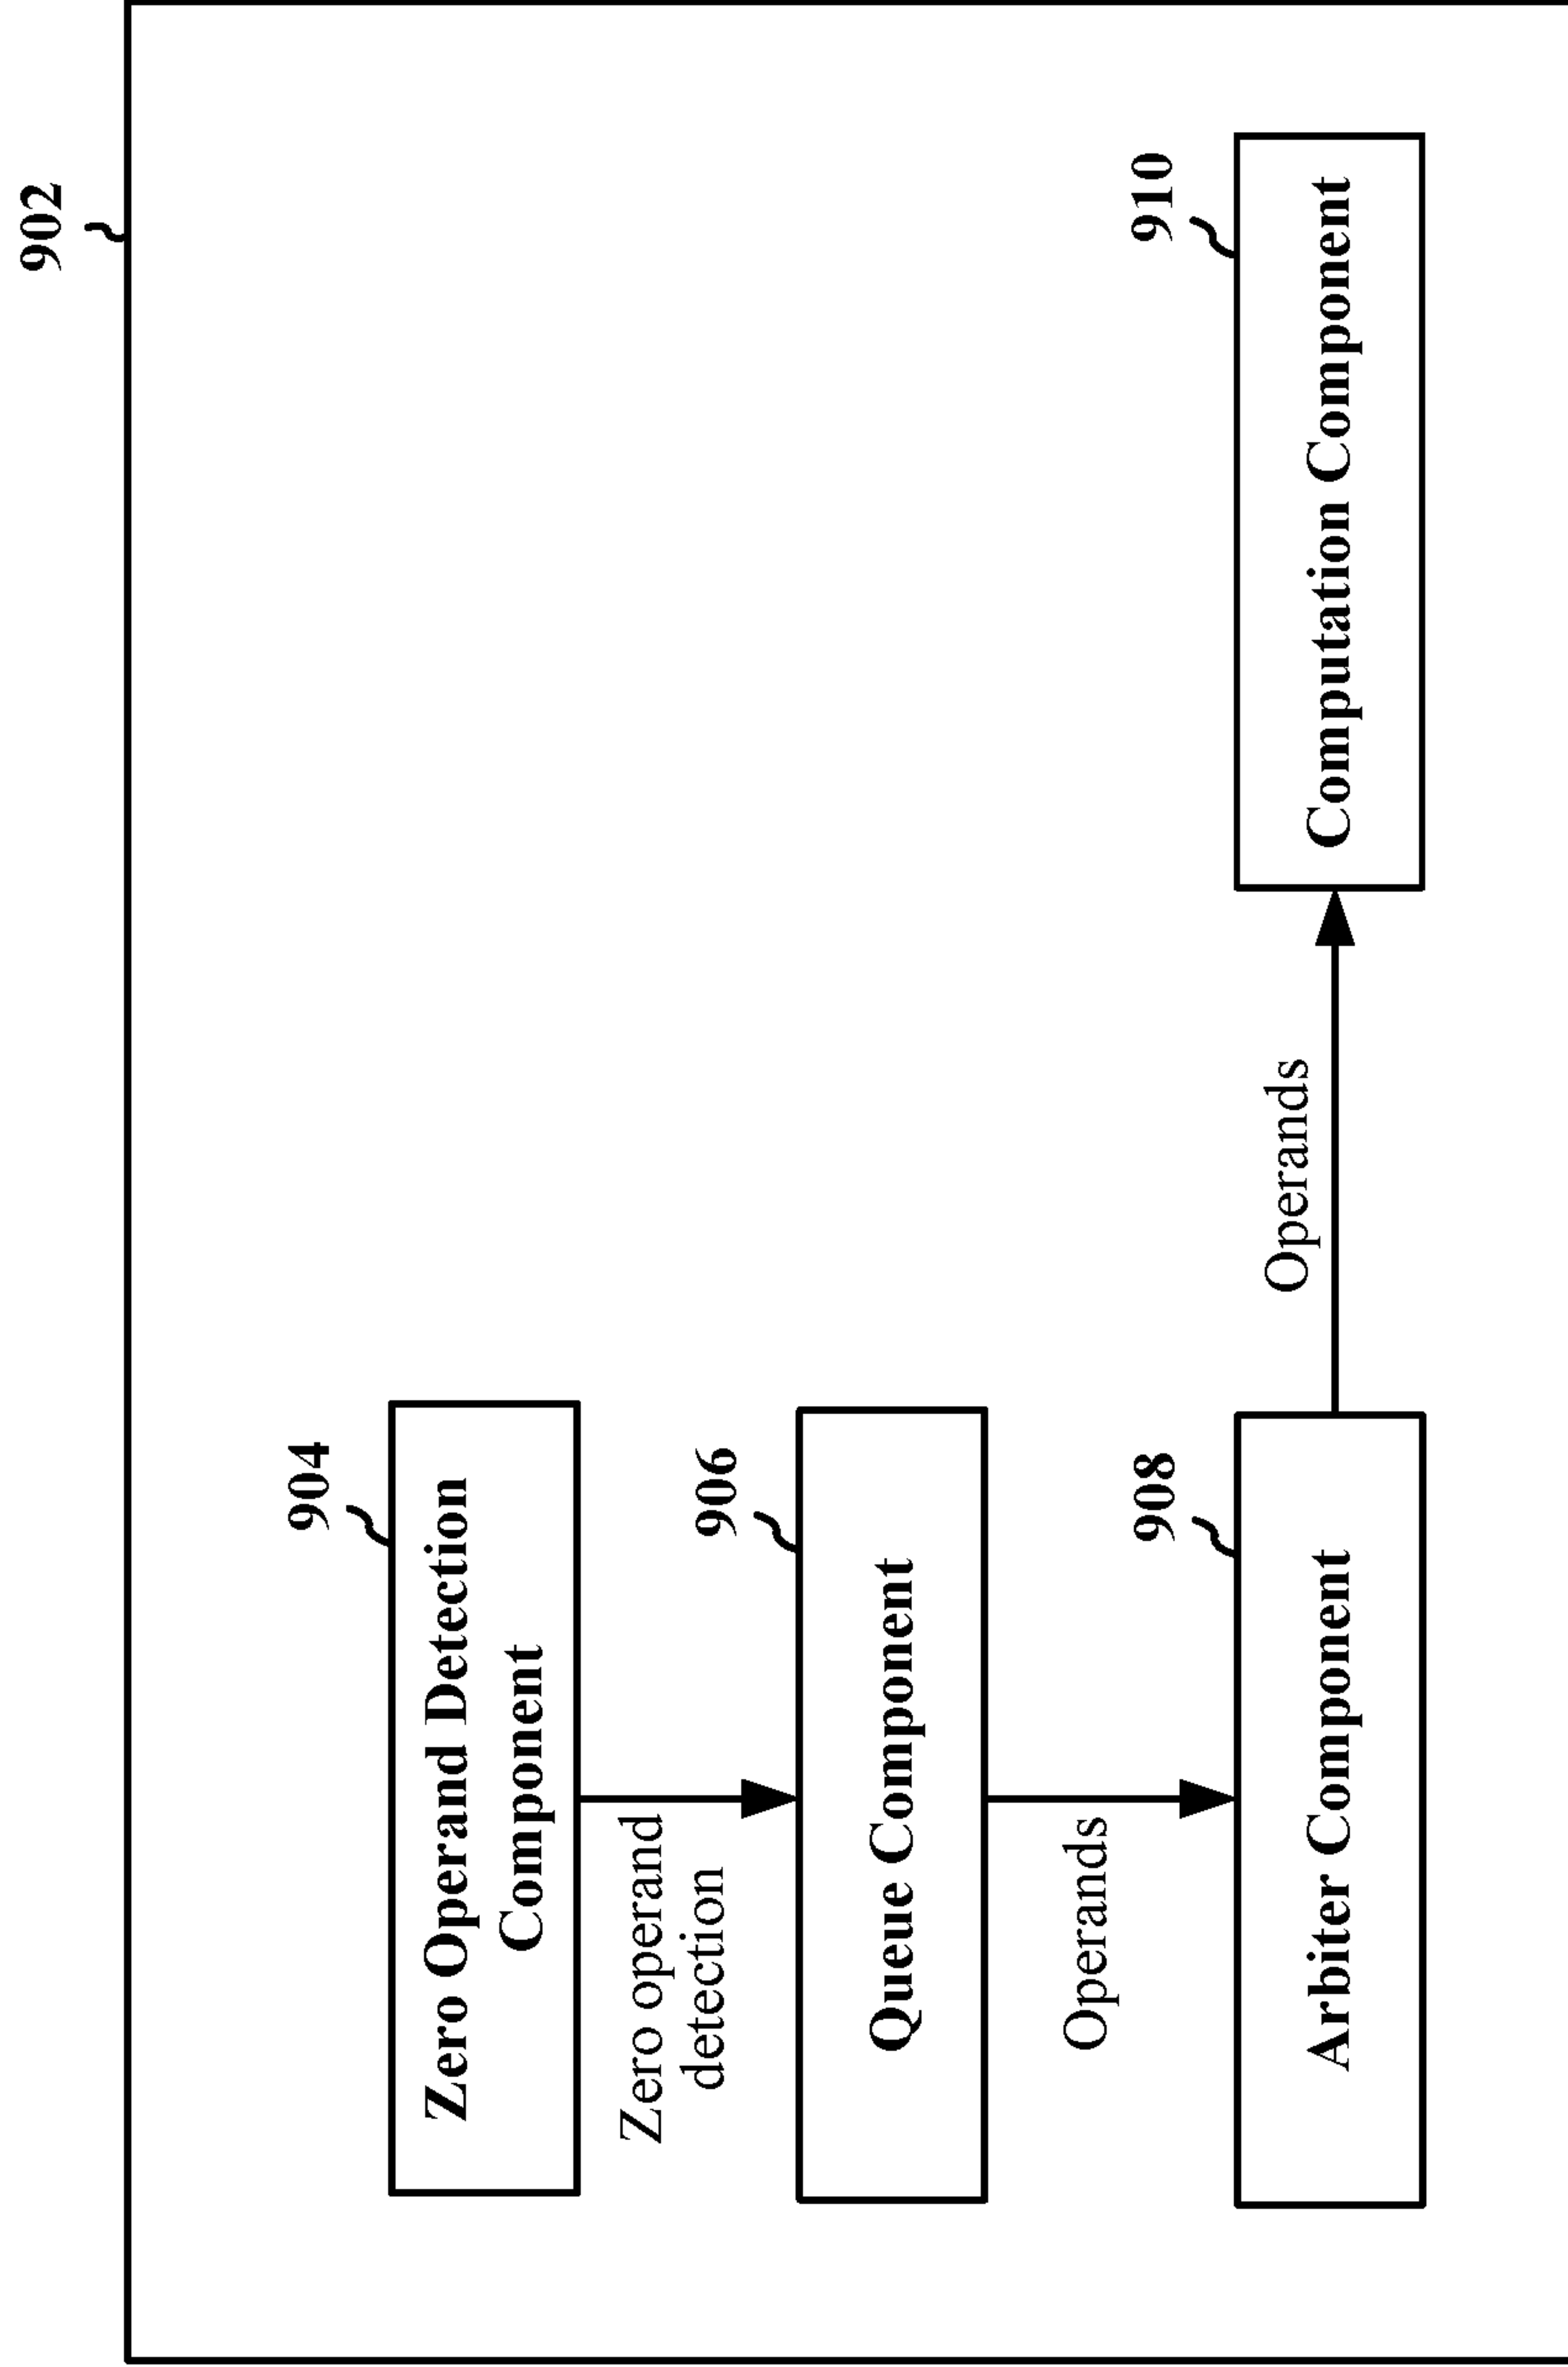 902
904
Zero Operand Detection
Component
Zero operand
detection
906
Queue Component
Operands
908
Arbiter Component
Operands
910
Computation Component